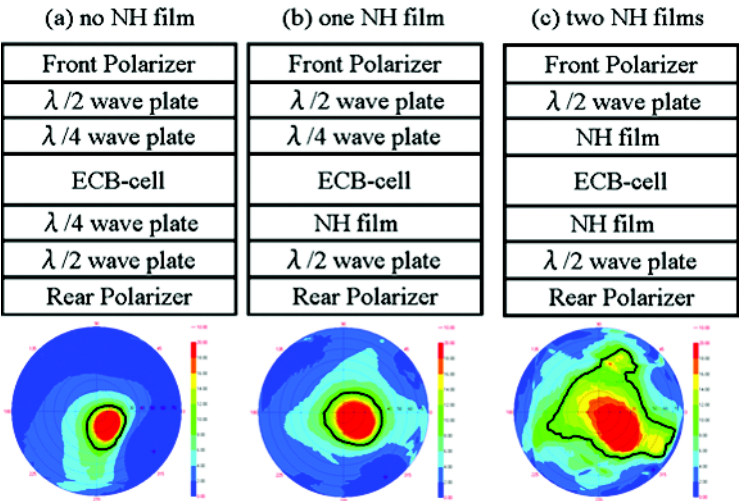 (a) no NH film
(b) one NH film
(c) two NH films
Front Polarizer
λ/2 wave plate
λ/4 wave plate
ECB-cell
λ/4 wave plate
λ/2 wave plate
Rear Polarizer
Front Polarizer
λ/2 wave plate
λ/4 wave plate
ECB-cell
NH film
λ/2 wave plate
Rear Polarizer
Front Polarizer
λ/2 wave plate
NH film
ECB-cell
NH film
λ/2 wave plate
Rear Polarizer